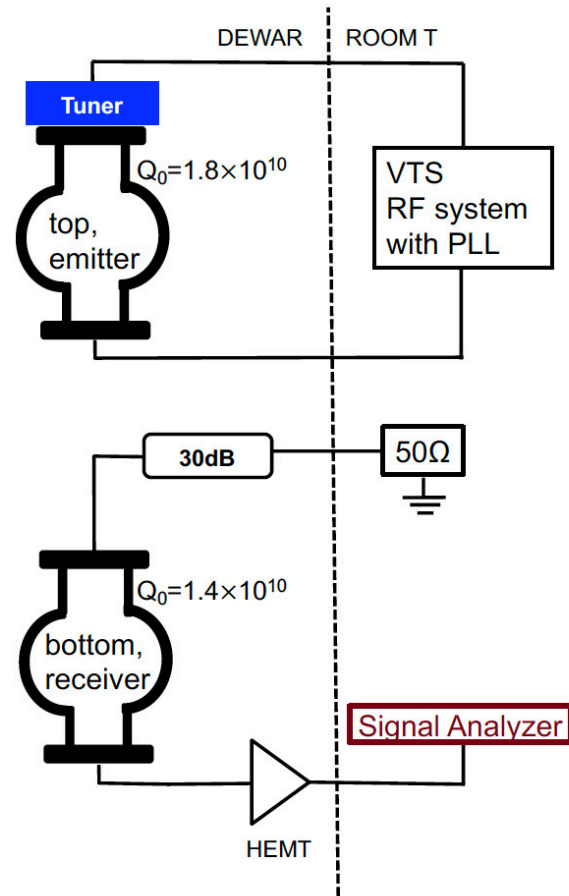 DEWAR
ROOM T
Tuner
Q₀=1.8×10¹⁰
VTS
RF system
with PLL
top,
emitter
30dB
50Ω
Q₀=1.4×10¹⁰
bottom,
receiver
Signal Analyzer
HEMT